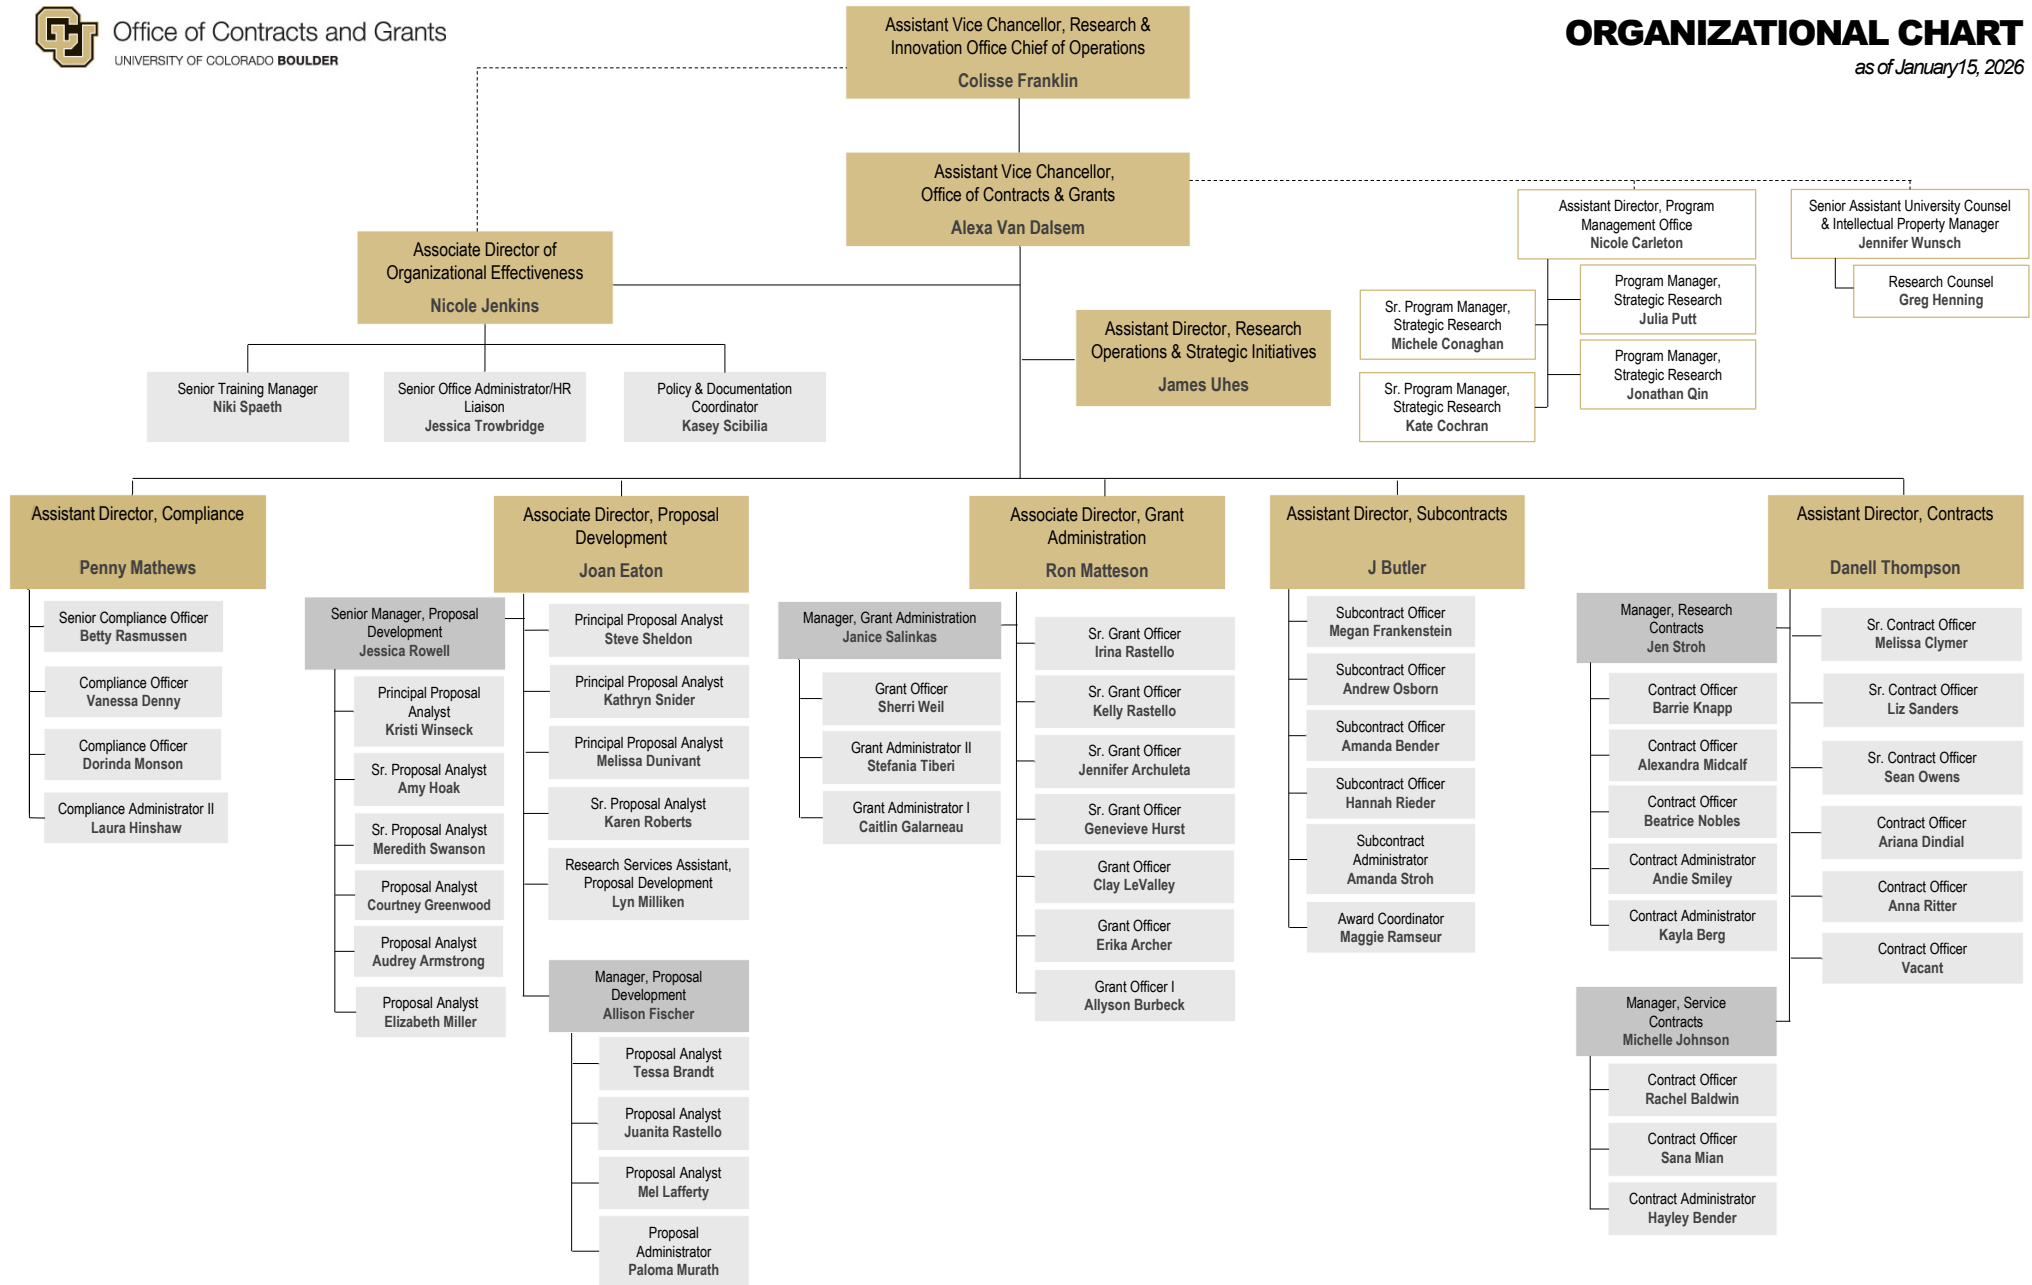 Office of Contracts and Grants
UNIVERSITY OF COLORADO BOULDER
ORGANIZATIONAL CHART
as of January15, 2026
Assistant Vice Chancellor, Research &
Innovation Office Chief of Operations
Colisse Franklin
Assistant Vice Chancellor,
Office of Contracts & Grants
Alexa Van Dalsem
Associate Director of
Organizational Effectiveness
Nicole Jenkins
Senior Training Manager
Niki Spaeth
Senior Office Administrator/HR
Liaison
Jessica Trowbridge
Policy & Documentation
Coordinator
Kasey Scibilia
Assistant Director, Research
Operations & Strategic Initiatives
James Uhes
Assistant Director, Program
Management Office
Nicole Carleton
Sr. Program Manager,
Strategic Research
Michele Conaghan
Sr. Program Manager,
Strategic Research
Kate Cochran
Program Manager,
Strategic Research
Julia Putt
Program Manager,
Strategic Research
Jonathan Qin
Senior Assistant University Counsel
& Intellectual Property Manager
Jennifer Wunsch
Research Counsel
Greg Henning
Assistant Director, Compliance
Penny Mathews
Senior Compliance Officer
Betty Rasmussen
Compliance Officer
Vanessa Denny
Compliance Officer
Dorinda Monson
Compliance Administrator II
Laura Hinshaw
Associate Director, Proposal
Development
Joan Eaton
Senior Manager, Proposal
Development
Jessica Rowell
Principal Proposal
Analyst
Kristi Winseck
Sr. Proposal Analyst
Amy Hoak
Sr. Proposal Analyst
Meredith Swanson
Proposal Analyst
Courtney Greenwood
Proposal Analyst
Audrey Armstrong
Proposal Analyst
Elizabeth Miller
Principal Proposal Analyst
Steve Sheldon
Principal Proposal Analyst
Kathryn Snider
Principal Proposal Analyst
Melissa Dunivant
Sr. Proposal Analyst
Karen Roberts
Research Services Assistant,
Proposal Development
Lyn Milliken
Manager, Proposal
Development
Allison Fischer
Proposal Analyst
Tessa Brandt
Proposal Analyst
Juanita Rastello
Proposal Analyst
Mel Lafferty
Proposal
Administrator
Paloma Murath
Associate Director, Grant
Administration
Ron Matteson
Manager, Grant Administration
Janice Salinkas
Grant Officer
Sherri Weil
Grant Administrator II
Stefania Tiberi
Grant Administrator I
Caitlin Galarneau
Sr. Grant Officer
Irina Rastello
Sr. Grant Officer
Kelly Rastello
Sr. Grant Officer
Jennifer Archuleta
Sr. Grant Officer
Genevieve Hurst
Grant Officer
Clay LeValley
Grant Officer
Erika Archer
Grant Officer I
Allyson Burbeck
Assistant Director, Subcontracts
J Butler
Subcontract Officer
Megan Frankenstein
Subcontract Officer
Andrew Osborn
Subcontract Officer
Amanda Bender
Subcontract Officer
Hannah Rieder
Subcontract
Administrator
Amanda Stroh
Award Coordinator
Maggie Ramseur
Assistant Director, Contracts
Danell Thompson
Manager, Research
Contracts
Jen Stroh
Contract Officer
Barrie Knapp
Contract Officer
Alexandra Midcalf
Contract Officer
Beatrice Nobles
Contract Administrator
Andie Smiley
Contract Administrator
Kayla Berg
Sr. Contract Officer
Melissa Clymer
Sr. Contract Officer
Liz Sanders
Sr. Contract Officer
Sean Owens
Contract Officer
Ariana Dindial
Contract Officer
Anna Ritter
Contract Officer
Vacant
Manager, Service
Contracts
Michelle Johnson
Contract Officer
Rachel Baldwin
Contract Officer
Sana Mian
Contract Administrator
Hayley Bender